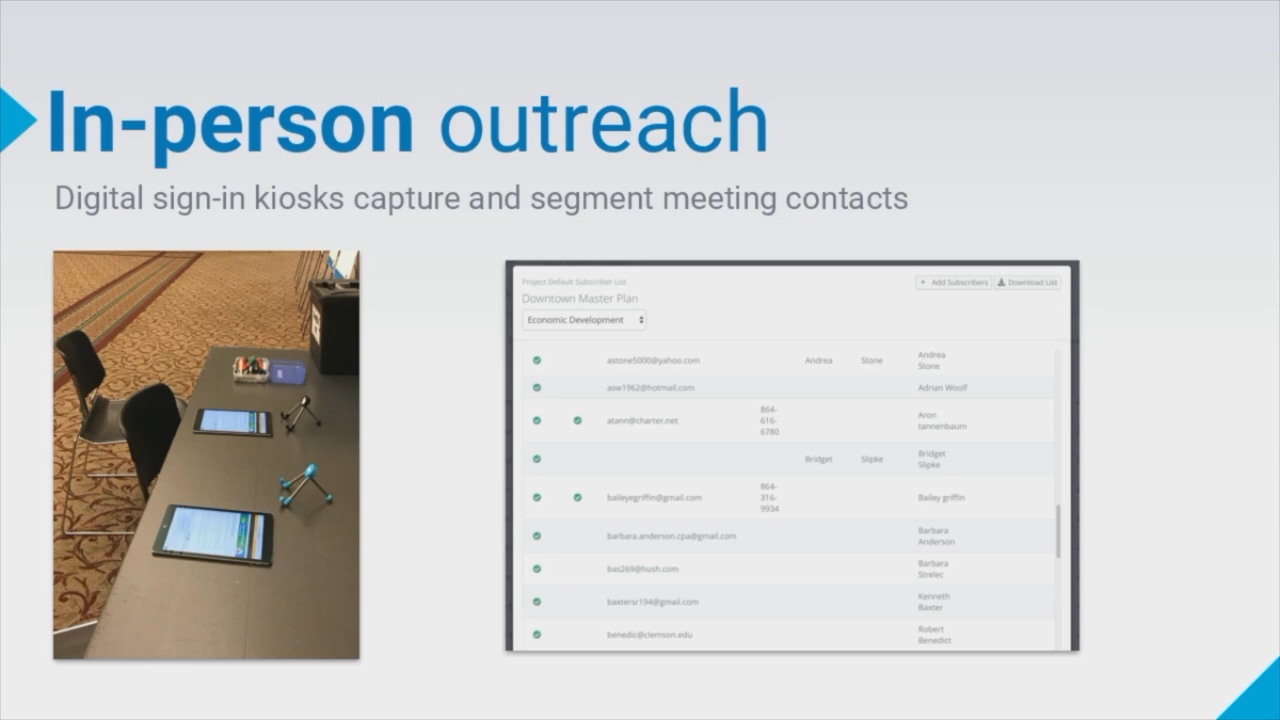 In-person outreach
Digital sign-in kiosks capture and segment meeting contacts
Project Default Subscriber List
+ Add Subscribers
Download List
Downtown Master Plan
Economic Development
astone5000@yahoo.com Andrea Stone Andrea
Stone
asw1962@hotmail.com Adrian Woolf
atann@charter.net 864-
616-
6780 Aron
tannenbaum
Bridget Slipke Bridget
Slipke
baileyegriffin@gmail.com 864-
316-
9934 Bailey griffin
barbara.anderson.cpa@gmail.com Barbara
Anderson
bas269@hush.com Barbara
Strelec
baxtersr194@gmail.com Kenneth
Baxter
benedic@clemson.edu Robert
Benedict